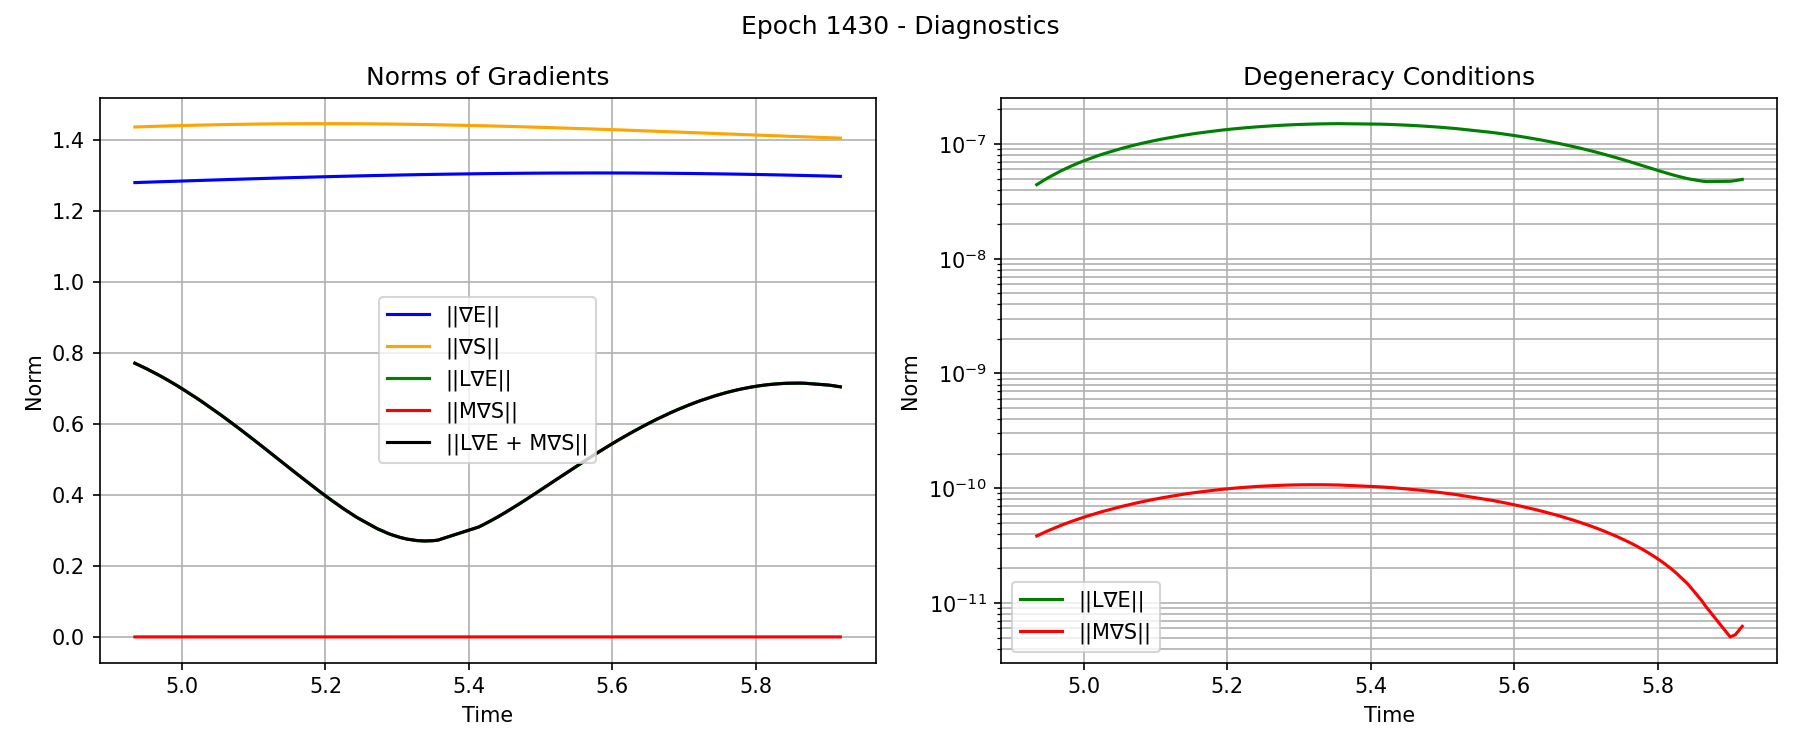 Epoch 1430 - Diagnostics
Norms of Gradients
Norm
1.4
1.2
1.0
0.8
0.6
0.4
0.2
0.0
||∇E||
||∇S||
||L∇E||
||M∇S||
||L∇E + M∇S||
5.0 5.2 5.4 5.6 5.8
Time
Degeneracy Conditions
Norm
10⁻⁷
10⁻⁸
10⁻⁹
10⁻¹⁰
10⁻¹¹
||L∇E||
||M∇S||
5.0 5.2 5.4 5.6 5.8
Time